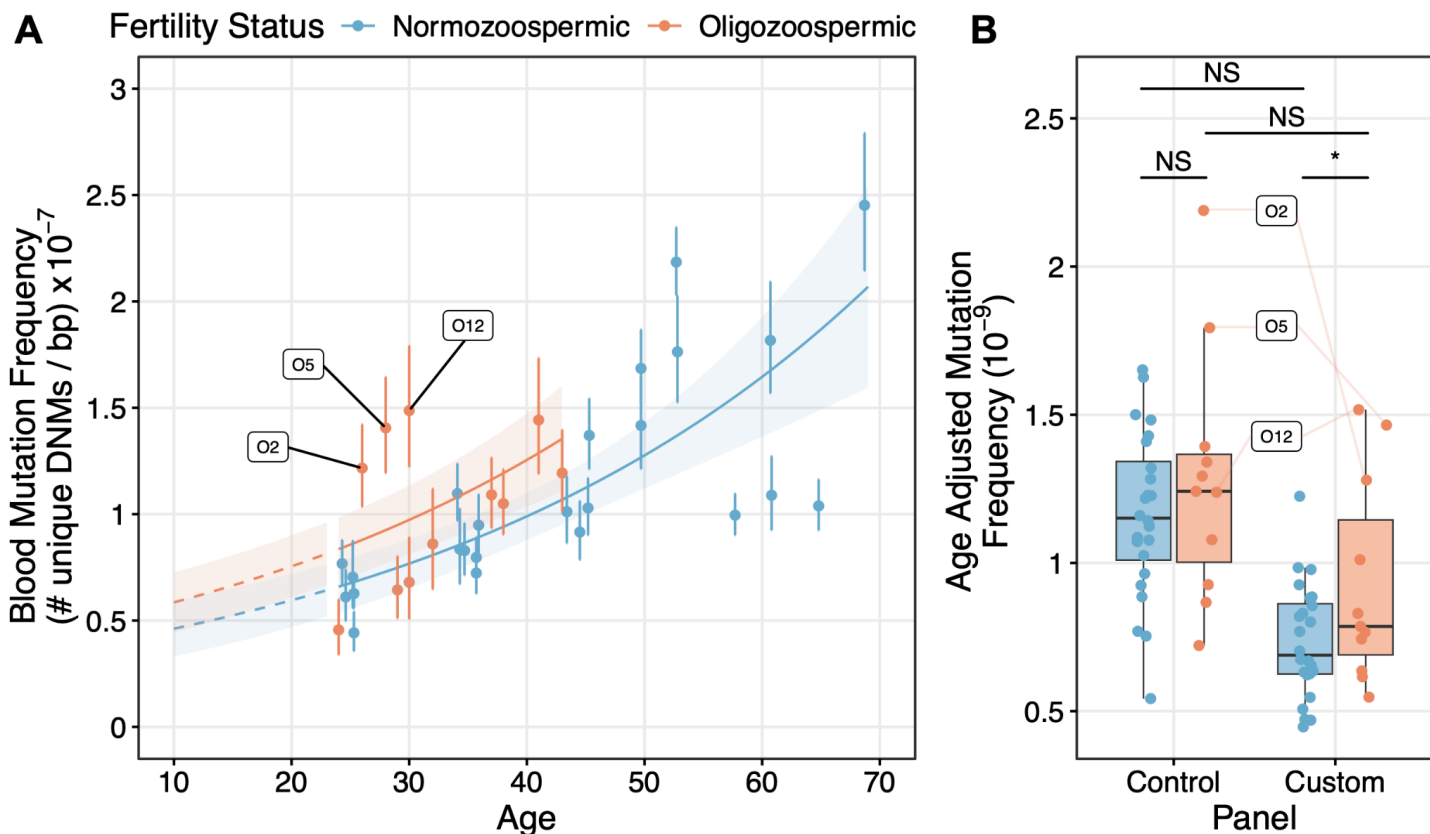 A
Fertility Status Normozoospermic Oligozoospermic
Blood Mutation Frequency
(# unique DNMs / bp) x 10⁻⁷
3
2.5
2
1.5
1
0.5
0
O12
O5
O2
10 20 30 40 50 60 70
Age
B
Age Adjusted Mutation
Frequency (10⁻⁹)
2.5
2
1.5
1
0.5
NS
NS
NS *
O2
O5
O12
Control Custom
Panel